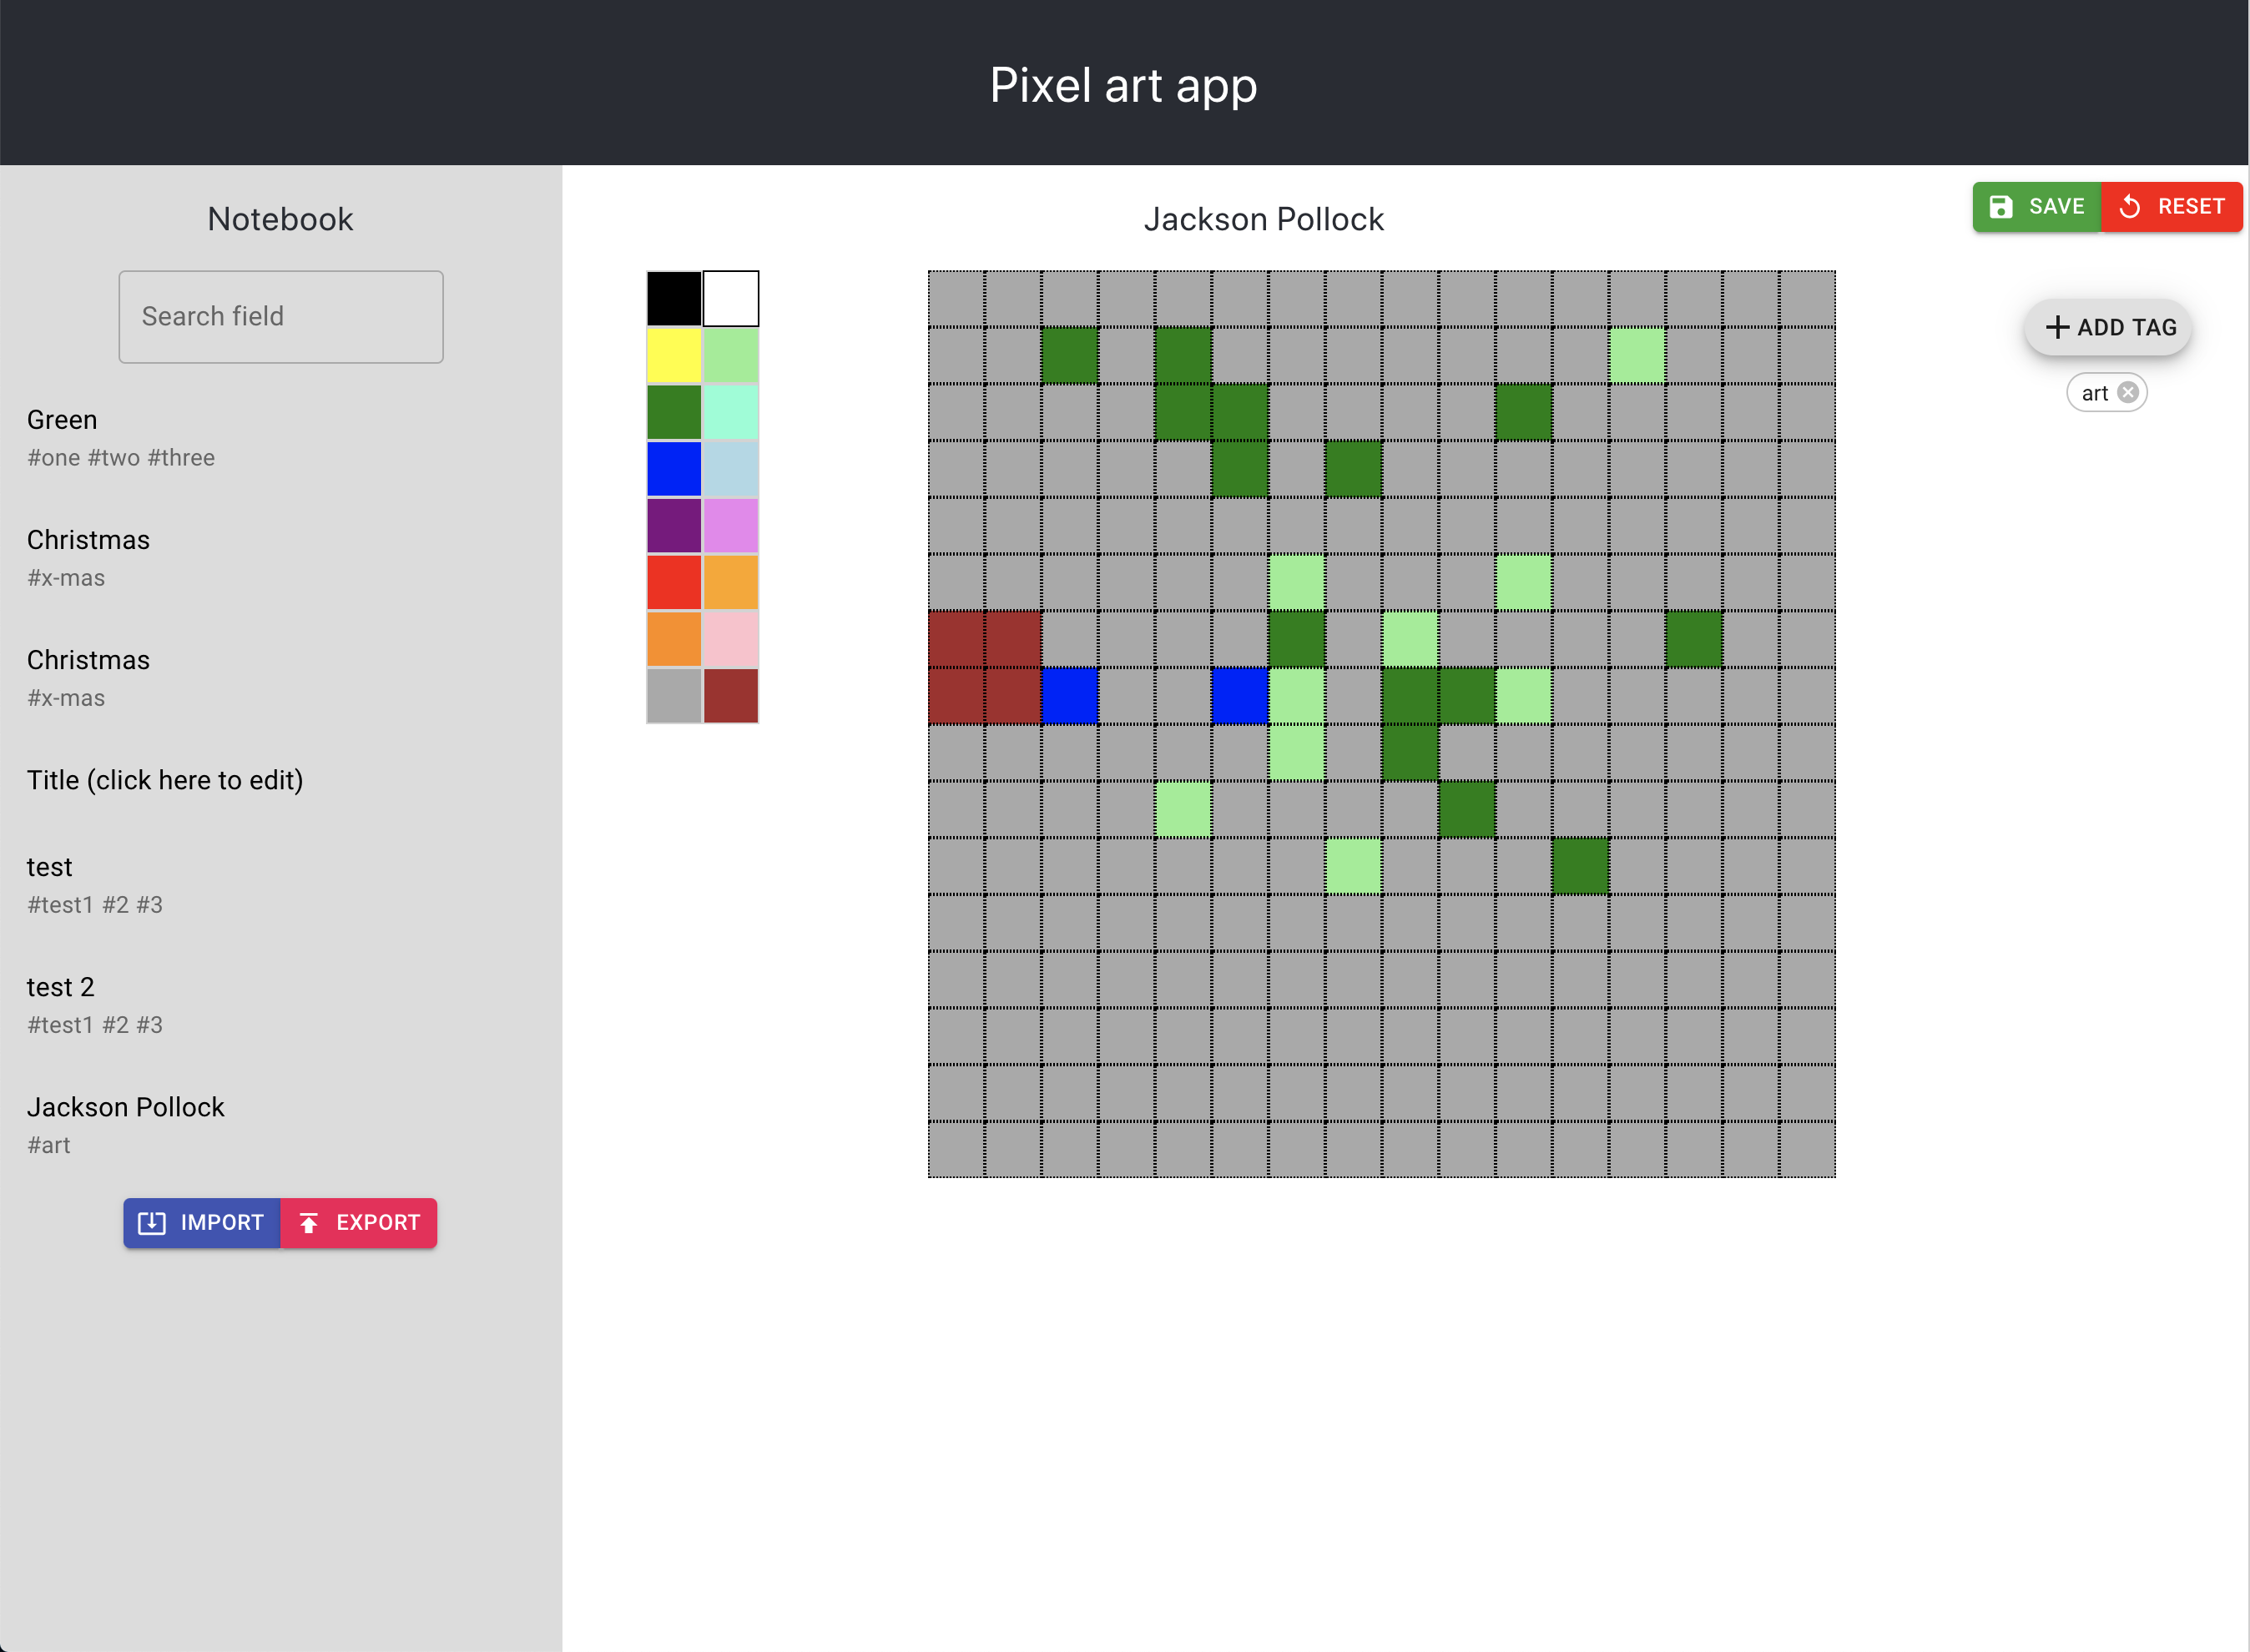 Pixel art app
Notebook
Search field
Green
#one #two #three
Christmas
#x-mas
Christmas
#x-mas
Title (click here to edit)
test
#test1 #2 #3
test 2
#test1 #2 #3
Jackson Pollock
#art
IMPORT EXPORT
Jackson Pollock
SAVE RESET
ADD TAG
art